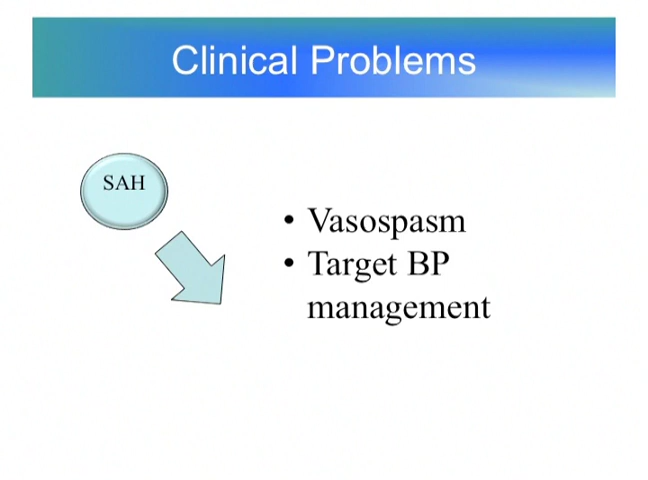 Clinical Problems
SAH
• Vasospasm
• Target BP
management